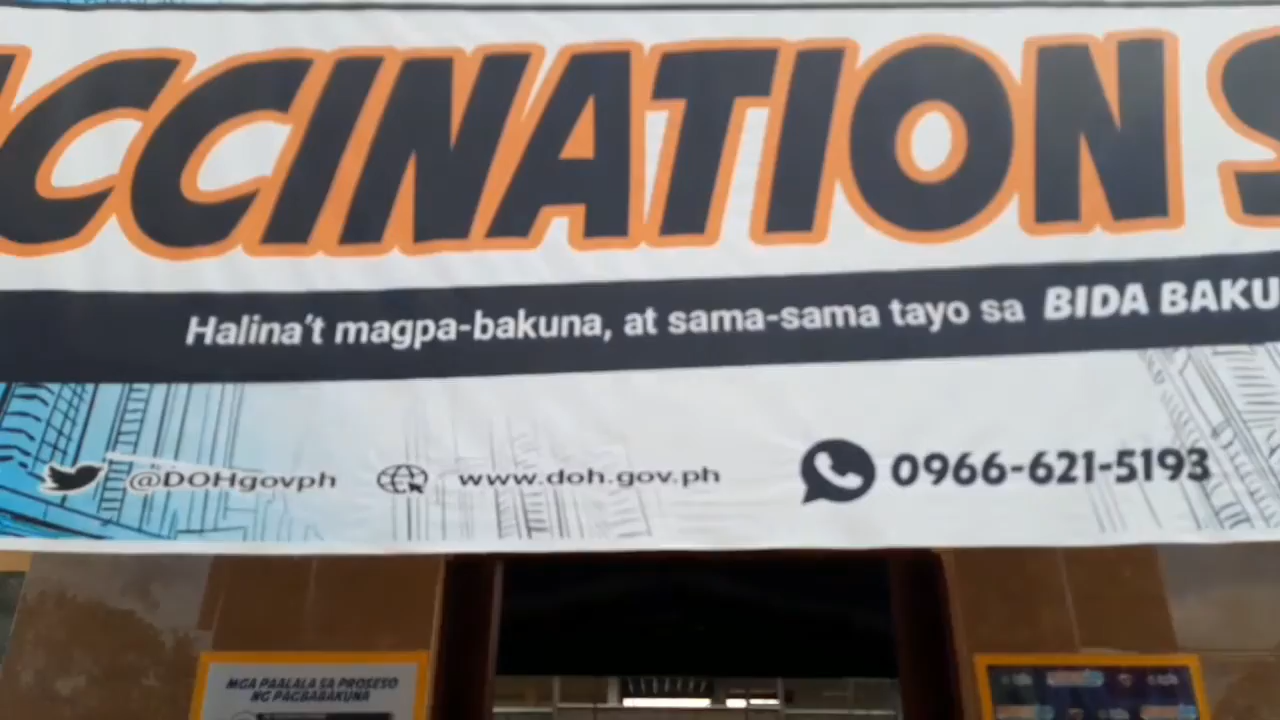 CCINATION S
Halina't magpa-bakuna, at sama-sama tayo sa BIDA BAKU
@DOHgovph www.doh.gov.ph 0966-621-5193
MGA PAALALA SA PROSESO
NG PAGBABAKUNA